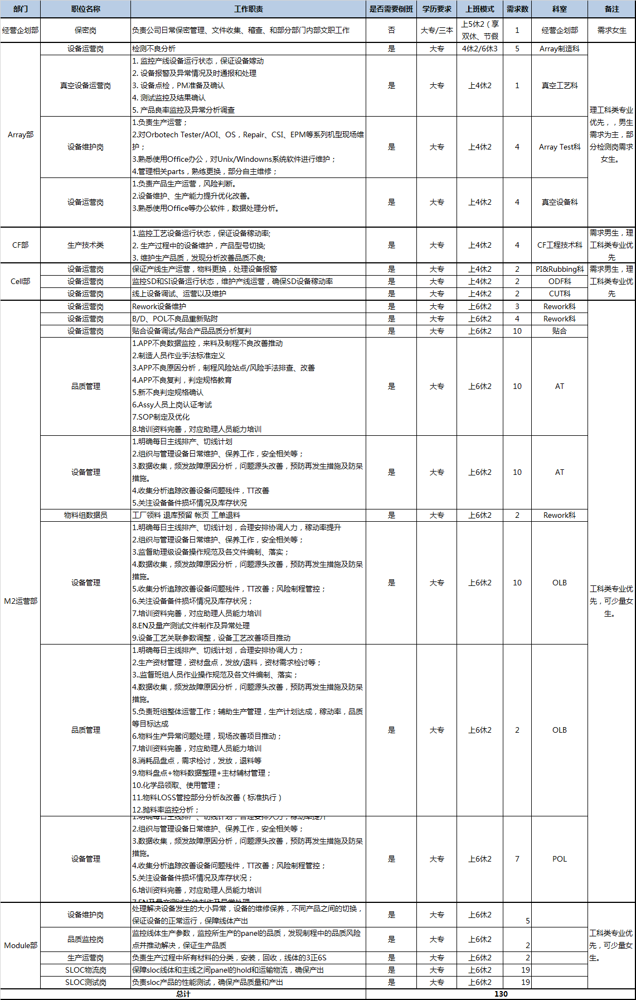 部门 职位名称 工作职责 是否需要倒班 学历要求 上班模式 需求数 科室 备注
经营企划部 保密岗 负责公司日常保密管理、文件收集、稽查、和部分部门内部文职工作 否 大专/三本 上5休2（享双休、节假 1 经营企划部 需求女生
Array部
设备运营岗 检测不良分析 是 大专 4休2/6休3 5 Array制造科
真空设备运营岗
1. 监控产线设备运行状态，保证设备嫁动
2. 设备报警及异常情况及时通报和处理
3. 设备点检，PM准备及确认
4. 测试监控及结果确认
5. 产品良率监控及异常分析调查
是 大专 上4休2 1 真空工艺科
设备维护岗
1.负责生产运营；
2.对Orbotech Tester/AOI、OS，Repair、CSI、EPM等系列机型现场维
护；
3.熟悉使用Office办公，对Unix/Windowns系统软件进行维护；
4.管理相关parts，熟练更换，部分自主维修；
是 大专 上4休2 4 Array Test科
设备运营岗
1.负责产品生产运营，风险判断。
2.设备维护、生产能力提升优化改善。
3.熟悉使用Office等办公软件，数据处理分析。
是 大专 上4休2 4 真空设备科
理工科类专业
优先，，男生
需求为主，部
分检测岗需求
女生。
CF部 生产技术类
1.监控工艺设备运行状态，保证设备稼动率;
2. 生产过程中的设备维护，产品型号切换;
3. 维护生产品质，发现分析改善品质不良;
是 大专 上4休2 4 CF工程技术科
需求男生，理
工科类专业优
先
Cell部
设备运营岗 保证产线生产运营，物料更换，处理设备报警 是 大专 上4休2 2 PI&Rubbing科
设备运营岗 监控SD和SI设备运行状态，维护产线运营，确保SD设备稼动率 是 大专 上4休2 2 ODF科
设备运营岗 线上设备调试、运营以及维护 是 大专 上4休2 2 CUT科
需求男生，理
工科类专业优
先
M2运营部
设备运营岗 Rework设备维护 是 大专 上6休2 3 Rework科
设备运营岗 B/D、POL不良品重新贴附 是 大专 上6休2 4 Rework科
设备运营岗 贴合设备调试/贴合产品品质分析复判 是 大专 上6休2 10 贴合
品质管理
1.APP不良数据监控，来料及制程不良改善推动
2.制造人员作业手法标准定义
3.APP不良原因分析，制程风险站点/风险手法排查、改善
4.APP不良复判，判定规格教育
5.新不良判定规格确认
6.Assy人员上岗认证考试
7.SOP制定及优化
8.培训资料完善，对应助理人员能力培训
是 大专 上6休2 10 AT
设备管理
1.明确每日主线排产、切线计划
2.组织与管理设备日常维护、保养工作，安全相关等；
3.数据收集，频发故障原因分析，问题源头改善，预防再发生措施及防呆
措施。
4.收集分析追踪改善设备问题残件，TT改善
5.关注设备备件损坏情况及库存状况
是 大专 上6休2 10 AT
物料组数据员 工厂领料 退库预留 帐页 工单退料 是 大专 上6休2 2 Rework科
设备管理
1.明确每日主线排产、切线计划，合理安排协调人力，稼动率提升
2.组织与管理设备日常维护、保养工作，安全相关等；
3.监督助理级设备操作规范及各文件编制、落实；
4.数据收集，频发故障原因分析，问题源头改善，预防再发生措施及防呆
措施。
5.收集分析追踪改善设备问题残件，TT改善；风险制程管控；
6.关注设备备件损坏情况及库存状况；
7.培训资料完善，对应助理人员能力培训
8.EN及量产测试文件制作及异常处理
9.设备工艺关联参数调整，设备工艺改善项目推动
是 大专 上6休2 10 OLB
品质管理
1.明确每日主线排产、切线计划，合理安排协调人力；
2.生产资材管理，资材盘点，发放/退料，资材需求检讨等；
3..监督班组人员作业操作规范及各文件编制、落实；
4.数据收集，频发故障原因分析，问题源头改善，预防再发生措施及防呆
措施。
5.负责班组整体运营工作；辅助生产管理，生产计划达成，稼动率，品质
等目标达成
6.物料生产异常问题处理，现场改善项目推动；
7.培训资料完善，对应助理人员能力培训
8.消耗品盘点，需求检讨，发放，退料等
9.物料盘点+物料数据整理+主材辅材管理；
10.化学品领取、使用管理；
11.物料LOSS管控部分分析&改善（标准执行）
12.抛料率监控分析；
是 大专 上6休2 2 OLB
设备管理
1.明确每日主线排产、切线计划，合理安排人力，稼动率提升
2.组织与管理设备日常维护、保养工作，安全相关等；
3.数据收集，频发故障原因分析，问题源头改善，预防再发生措施及防呆
措施。
4.收集分析追踪改善设备问题残件，TT改善；风险制程管控；
5.关注设备备件损坏情况及库存状况；
6.培训资料完善，对应助理人员能力培训
7.EN及量产测试文件制作及异常处理
是 大专 上6休2 7 POL
工科类专业优
先，可少量女
生。
Module部
设备维护岗
处理解决设备发生的大小异常，设备的维修保养，不同产品之间的切换，
保证设备的正常运行，保障线体产出
是 大专 上6休2 5
品质监控岗
监控线体生产参数，监控所生产的panel的品质，发现制程中的品质风险
点并推动解决，保证生产品质
是 大专 上6休2 2
生产运营岗 负责生产过程中所有材料的分类，安装，回收，线体的3正6S 是 大专 上6休2 2
SLOC物流岗 保障sloc线体和主线之间panel的hold和运输物流，确保产出 是 大专 上6休2 19
SLOC测试岗 负责sloc产品的性能测试，确保产品质量和产出 是 大专 上6休2 19
工科类专业优
先，可少量女
生。
总计 130